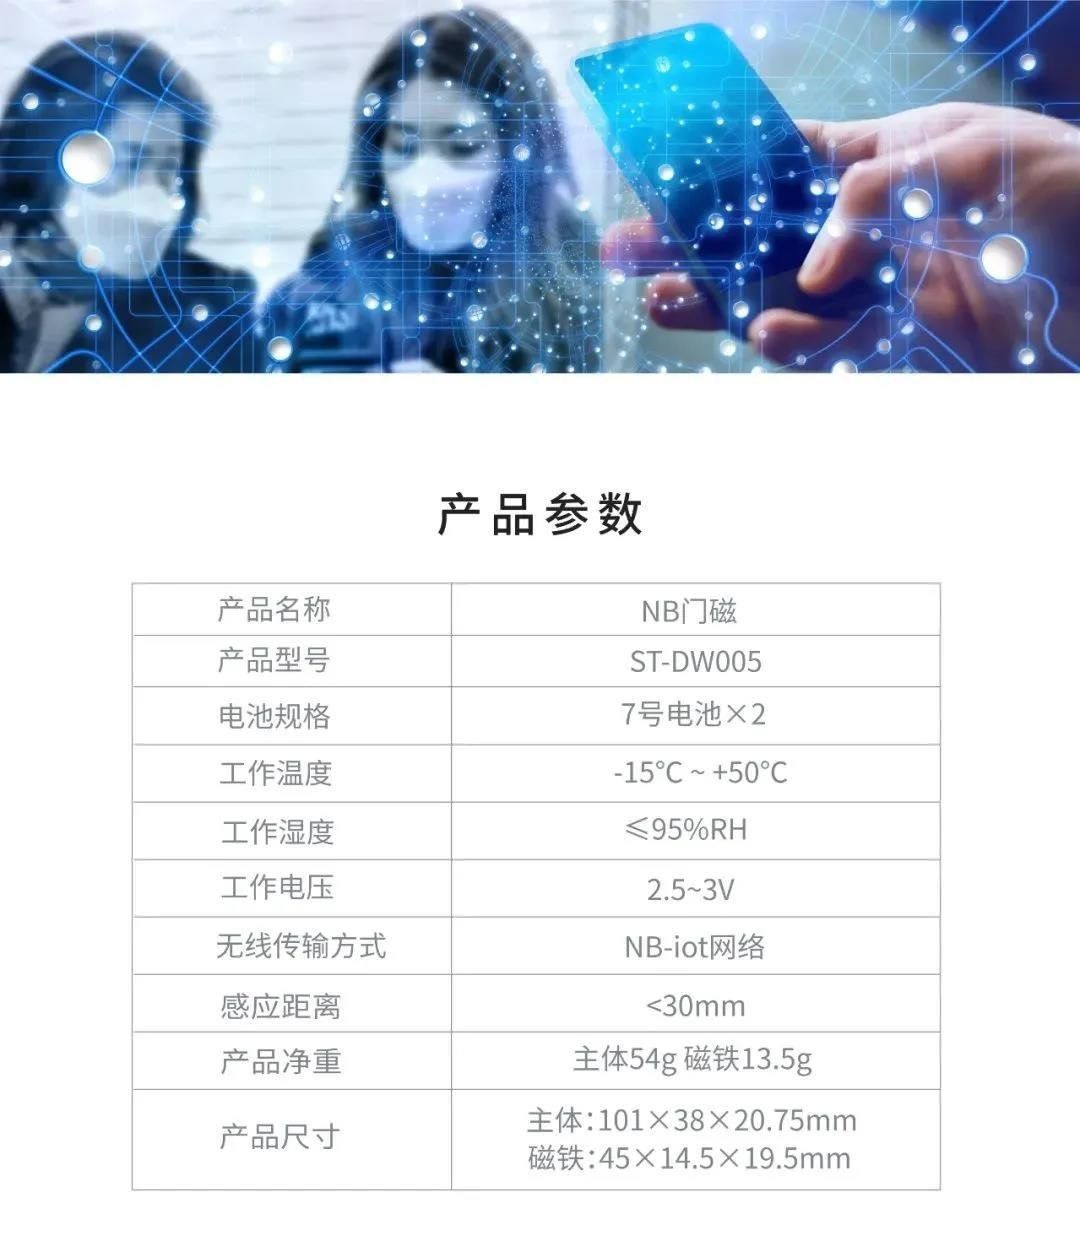 产品参数
产品名称 NB门磁
产品型号 ST-DW005
电池规格 7号电池×2
工作温度 -15℃ ~ +50℃
工作湿度 ≤95%RH
工作电压 2.5~3V
无线传输方式 NB-iot网络
感应距离 <30mm
产品净重 主体54g 磁铁13.5g
产品尺寸 主体:101×38×20.75mm
磁铁:45×14.5×19.5mm